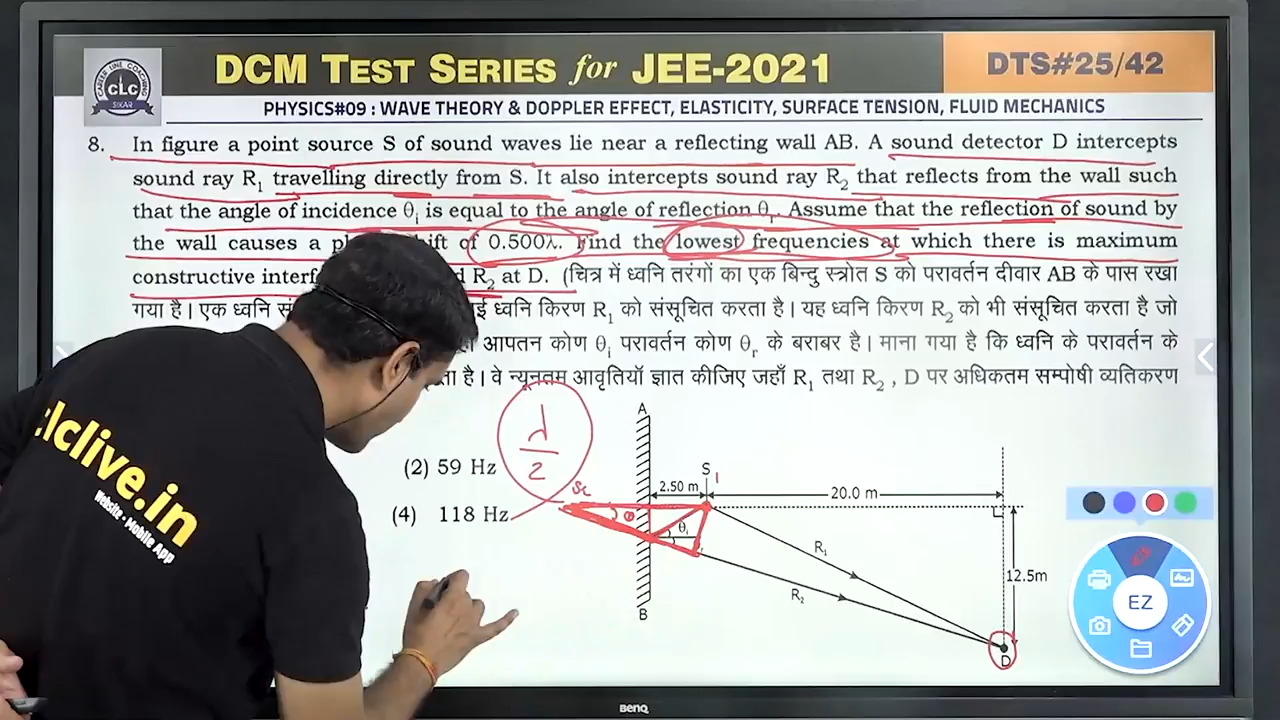 DCM TEST SERIES for JEE-2021
DTS#25/42
CAREER LINE COACHING
CLC
SIKAR
PHYSICS#09 : WAVE THEORY & DOPPLER EFFECT, ELASTICITY, SURFACE TENSION, FLUID MECHANICS
8. In figure a point source S of sound waves lie near a reflecting wall AB. A sound detector D intercepts
sound ray R₁ travelling directly from S. It also intercepts sound ray R₂ that reflects from the wall such
that the angle of incidence θᵢ is equal to the angle of reflection θᵣ. Assume that the reflection of sound by
the wall causes a shift of 0.500λ. Find the lowest frequencies at which there is maximum
constructive R₂ at D. (चित्र में ध्वनि तरंगों का एक बिन्दु स्त्रोत S को परावर्तन दीवार AB के पास रखा
गया है। एक ध्वनि ध्वनि किरण R₁ को संसूचित करता है। यह ध्वनि किरण R₂ को भी संसूचित करता है जो
आपतन कोण θᵢ परावर्तन कोण θᵣ के बराबर है। माना गया है कि ध्वनि के परावर्तन के
है। वे न्यूनतम आवृतियाँ ज्ञात कीजिए जहाँ R₁ तथा R₂ , D पर अधिकतम सम्पोषी व्यतिकरण
λ/2
(2) 59 Hz
(4) 118 Hz
A
S
1
2.50 m
20.0 m
θ
θᵢ
R₁
R₂
12.5m
B
D
EZ
clclive.in
Website • Mobile App
BenQ